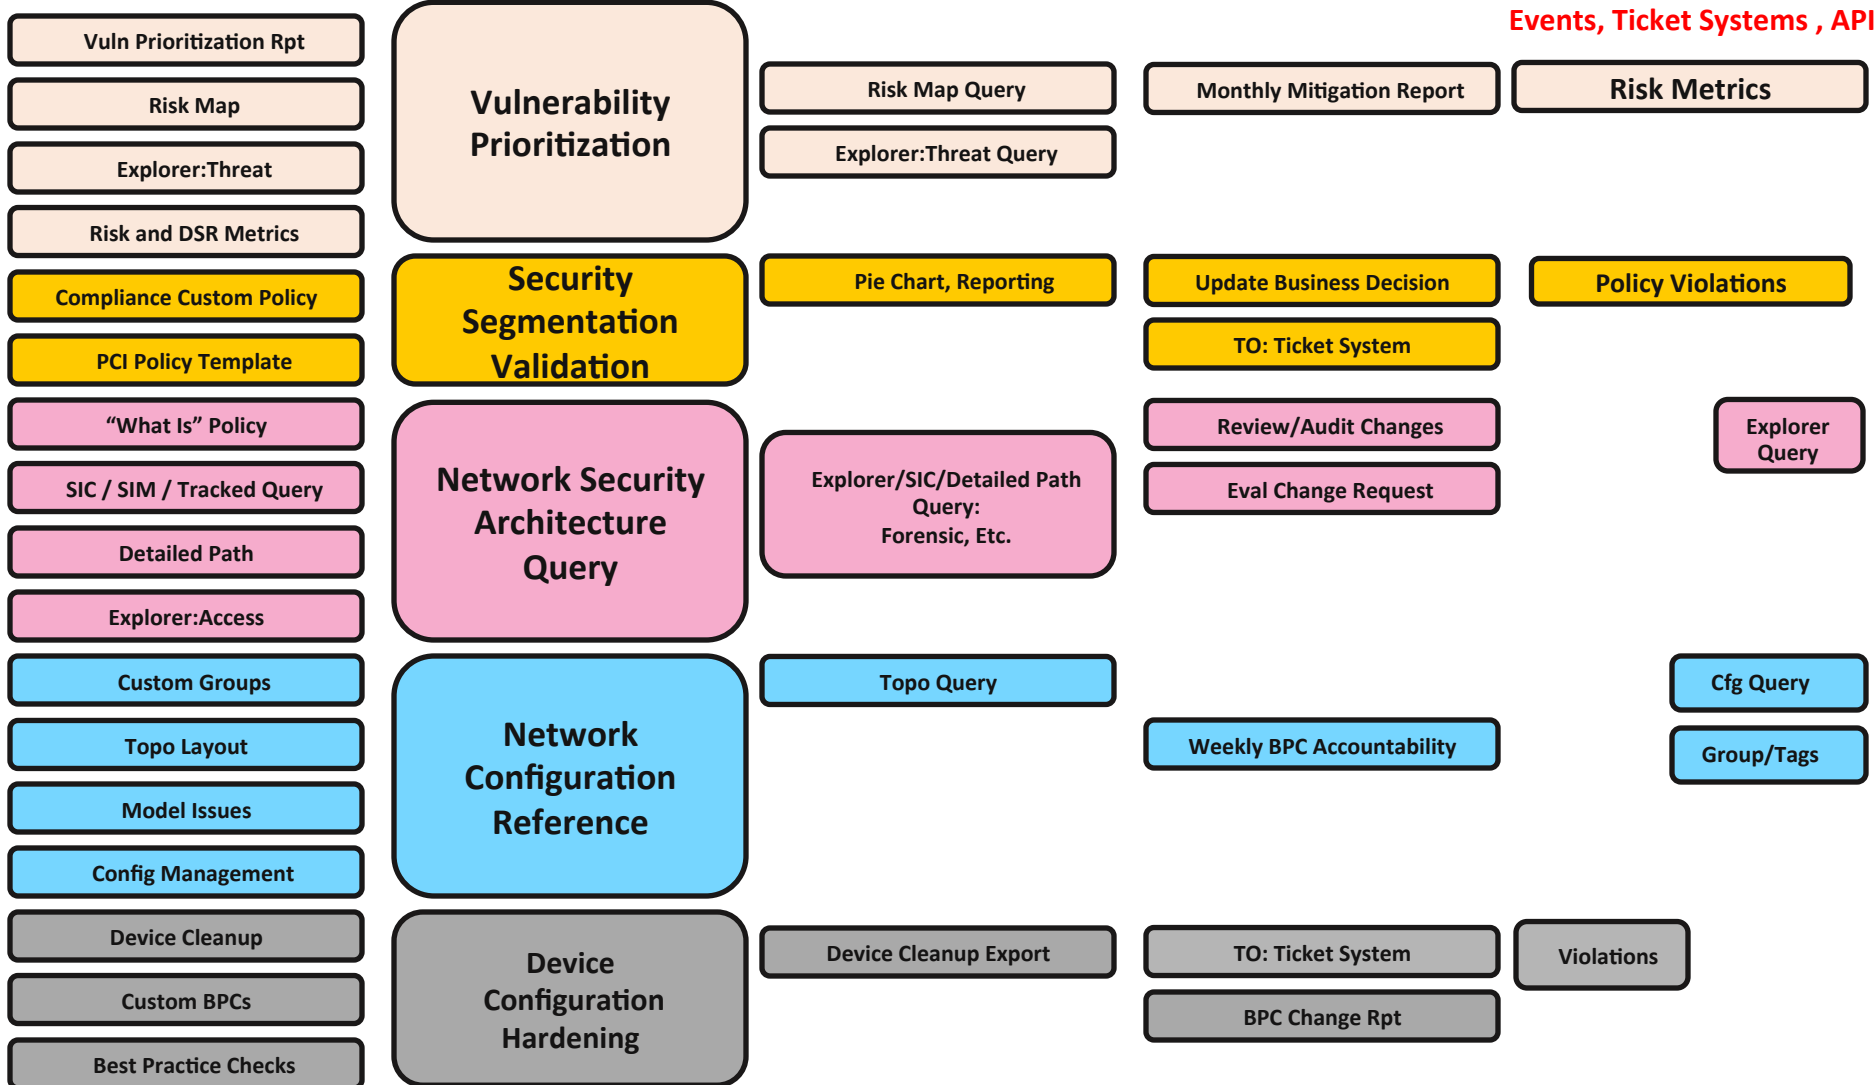 Events, Ticket Systems , API
Vuln Prioritization Rpt
Risk Map
Explorer:Threat
Risk and DSR Metrics
Compliance Custom Policy
PCI Policy Template
“What Is” Policy
SIC / SIM / Tracked Query
Detailed Path
Explorer:Access
Custom Groups
Topo Layout
Model Issues
Config Management
Device Cleanup
Custom BPCs
Best Practice Checks
Vulnerability
Prioritization
Security
Segmentation
Validation
Network Security
Architecture
Query
Network
Configuration
Reference
Device
Configuration
Hardening
Risk Map Query
Explorer:Threat Query
Pie Chart, Reporting
Explorer/SIC/Detailed Path
Query:
Forensic, Etc.
Topo Query
Device Cleanup Export
Monthly Mitigation Report
Update Business Decision
TO: Ticket System
Review/Audit Changes
Eval Change Request
Weekly BPC Accountability
TO: Ticket System
BPC Change Rpt
Risk Metrics
Policy Violations
Explorer
Query
Cfg Query
Group/Tags
Violations